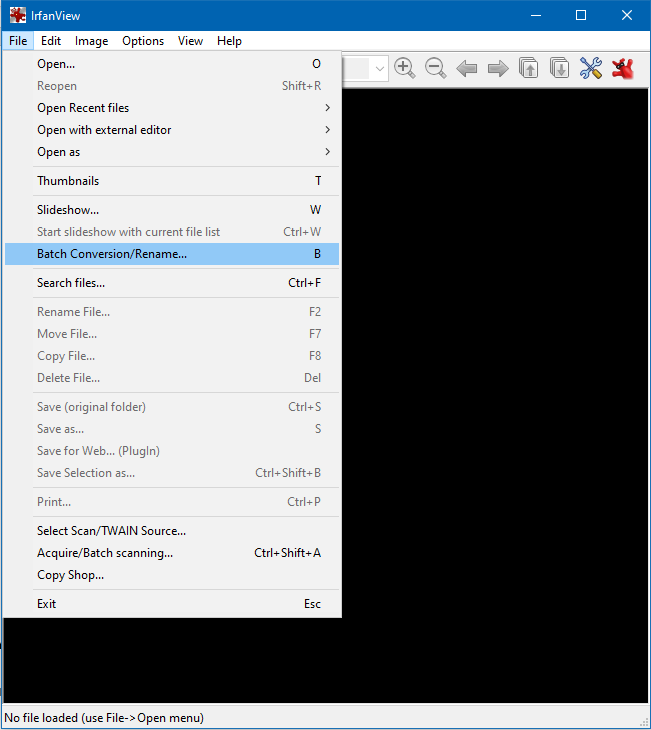 IrfanView
File Edit Image Options View Help
Open... O
Reopen Shift+R
Open Recent files
Open with external editor
Open as
Thumbnails T
Slideshow... W
Start slideshow with current file list Ctrl+W
Batch Conversion/Rename... B
Search files... Ctrl+F
Rename File... F2
Move File... F7
Copy File... F8
Delete File... Del
Save (original folder) Ctrl+S
Save as... S
Save for Web... (PlugIn)
Save Selection as... Ctrl+Shift+B
Print... Ctrl+P
Select Scan/TWAIN Source...
Acquire/Batch scanning... Ctrl+Shift+A
Copy Shop...
Exit Esc
No file loaded (use File->Open menu)